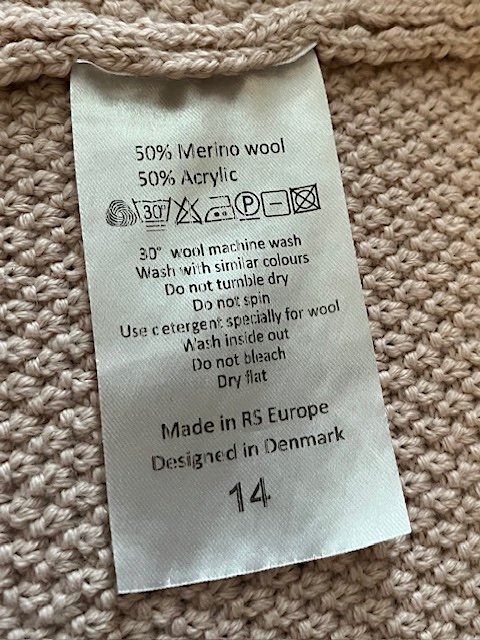 50% Merino wool
50% Acrylic
30° P
30° wool machine wash
Wash with similar colours
Do not tumble dry
Do not spin
Use detergent specially for wool
Wash inside out
Do not bleach
Dry flat
Made in RS Europe
Designed in Denmark
14